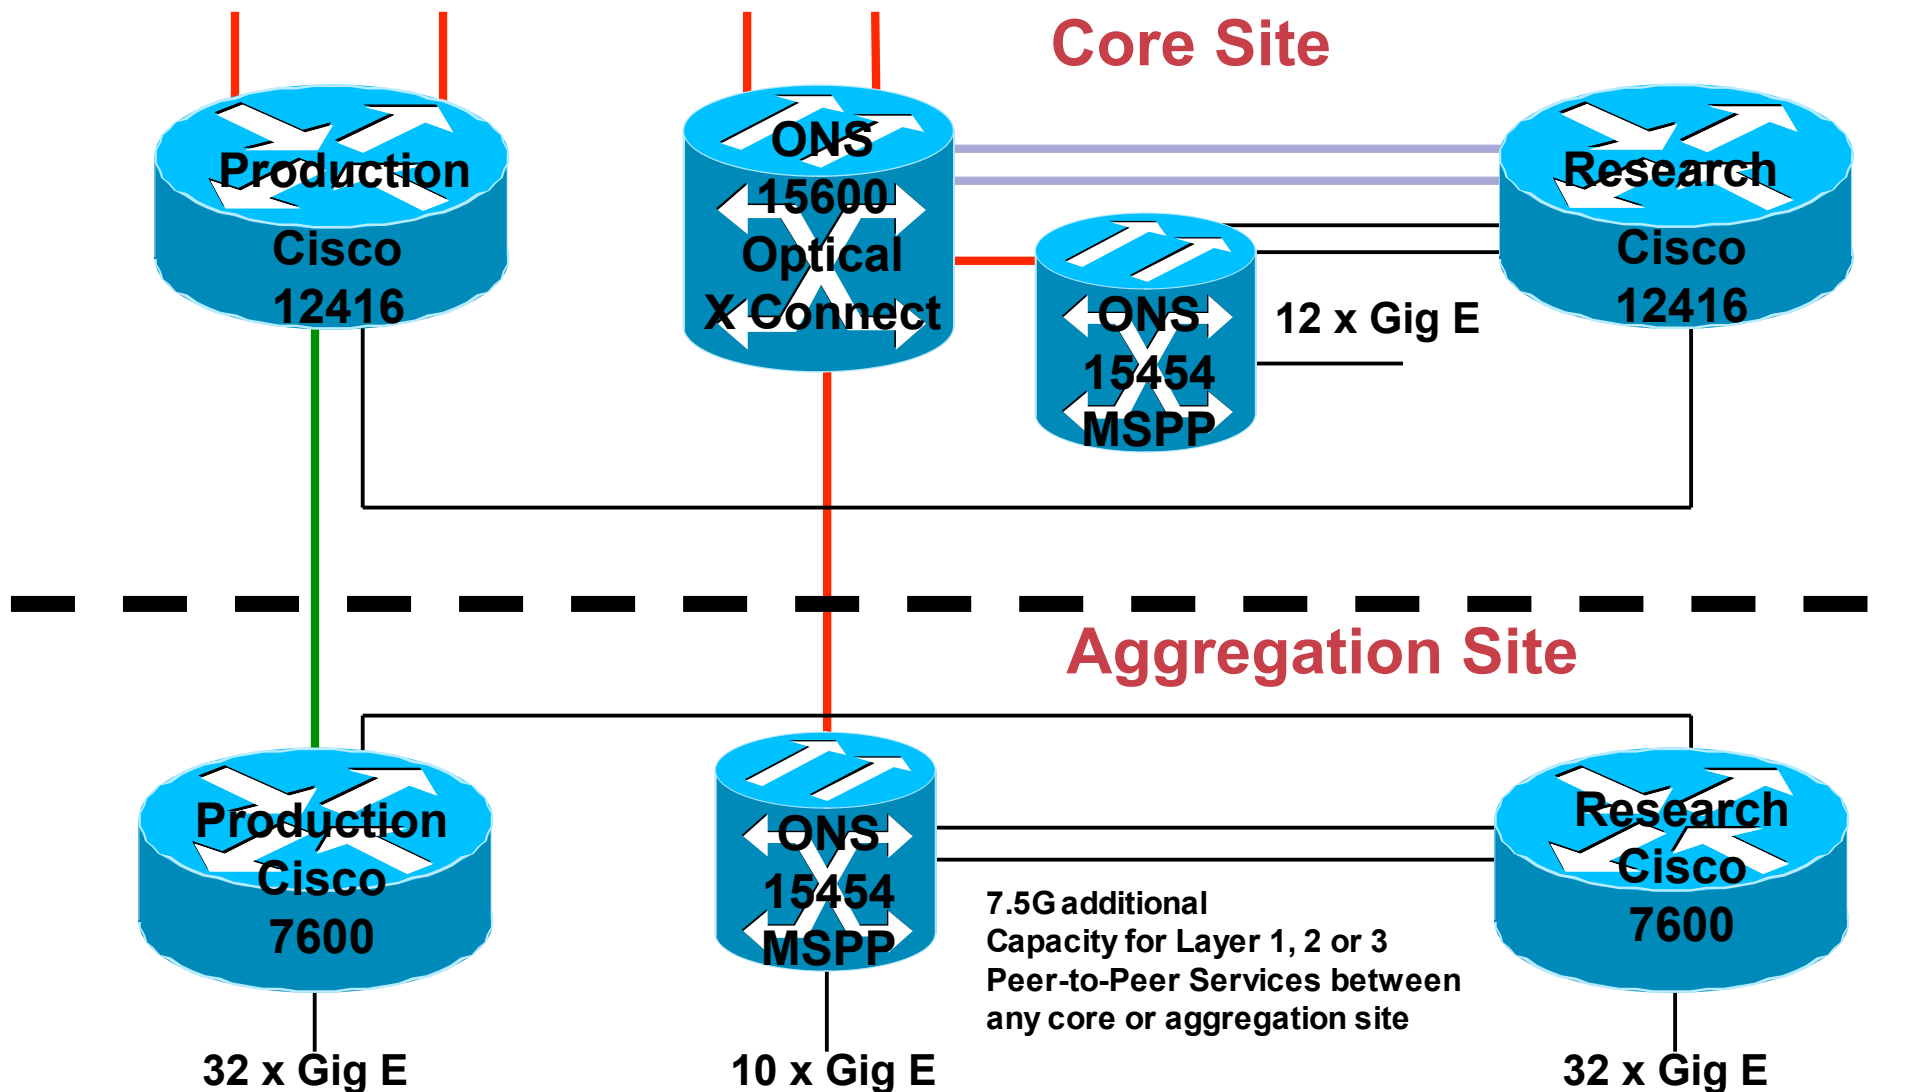 Core Site
Production
Cisco
12416
ONS
15600
Optical
X Connect
ONS
15454
MSPP
12 x Gig E
Research
Cisco
12416
Aggregation Site
Production
Cisco
7600
32 x Gig E
ONS
15454
MSPP
10 x Gig E
7.5G additional
Capacity for Layer 1, 2 or 3
Peer-to-Peer Services between
any core or aggregation site
Research
Cisco
7600
32 x Gig E